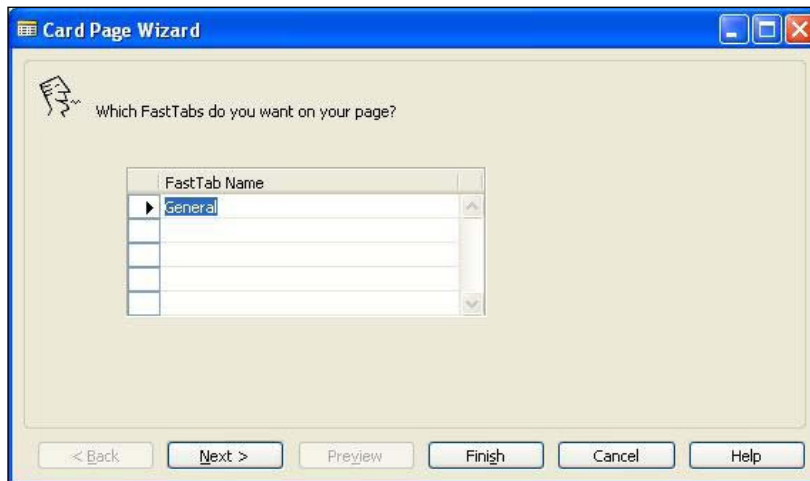 Card Page Wizard
Which FastTabs do you want on your page?
FastTab Name
General
< Back Next > Preview Finish Cancel Help